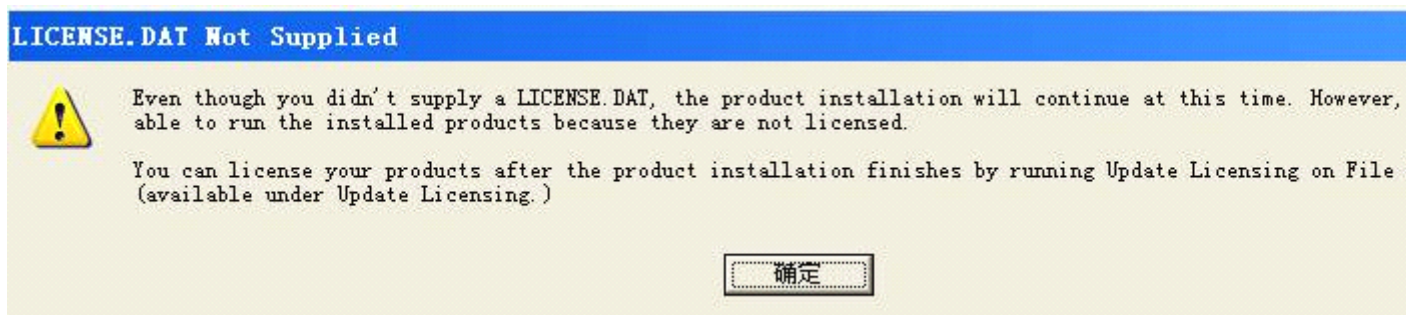 LICENSE.DAT Not Supplied
Even though you didn't supply a LICENSE.DAT, the product installation will continue at this time. However,
able to run the installed products because they are not licensed.
You can license your products after the product installation finishes by running Update Licensing on File
(available under Update Licensing.)
确定